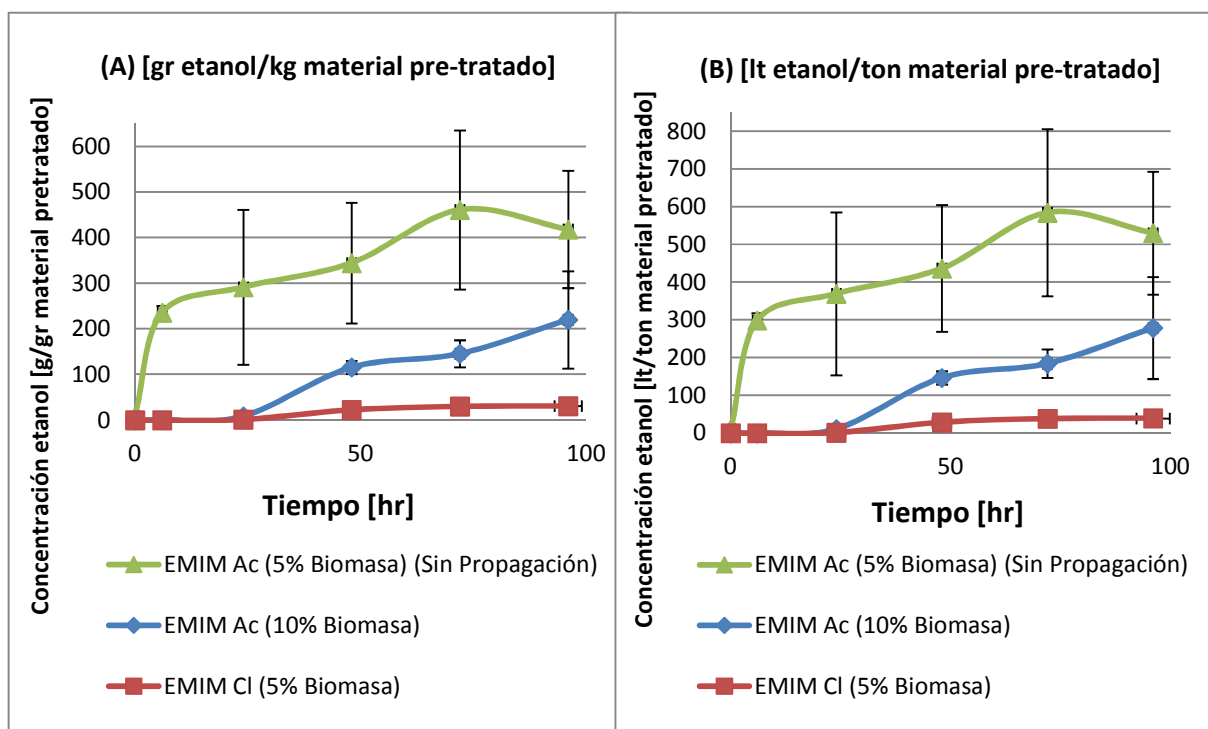 (A) [gr etanol/kg material pre-tratado]
Concentración etanol [g/gr material pretratado]
600
500
400
300
200
100
0
0 50 100
Tiempo [hr]
EMIM Ac (5% Biomasa) (Sin Propagación)
EMIM Ac (10% Biomasa)
EMIM Cl (5% Biomasa)
(B) [lt etanol/ton material pre-tratado]
Concentración etanol [lt/ton material pretratado]
800
700
600
500
400
300
200
100
0
0 50 100
Tiempo [hr]
EMIM Ac (5% Biomasa) (Sin Propagación)
EMIM Ac (10% Biomasa)
EMIM Cl (5% Biomasa)